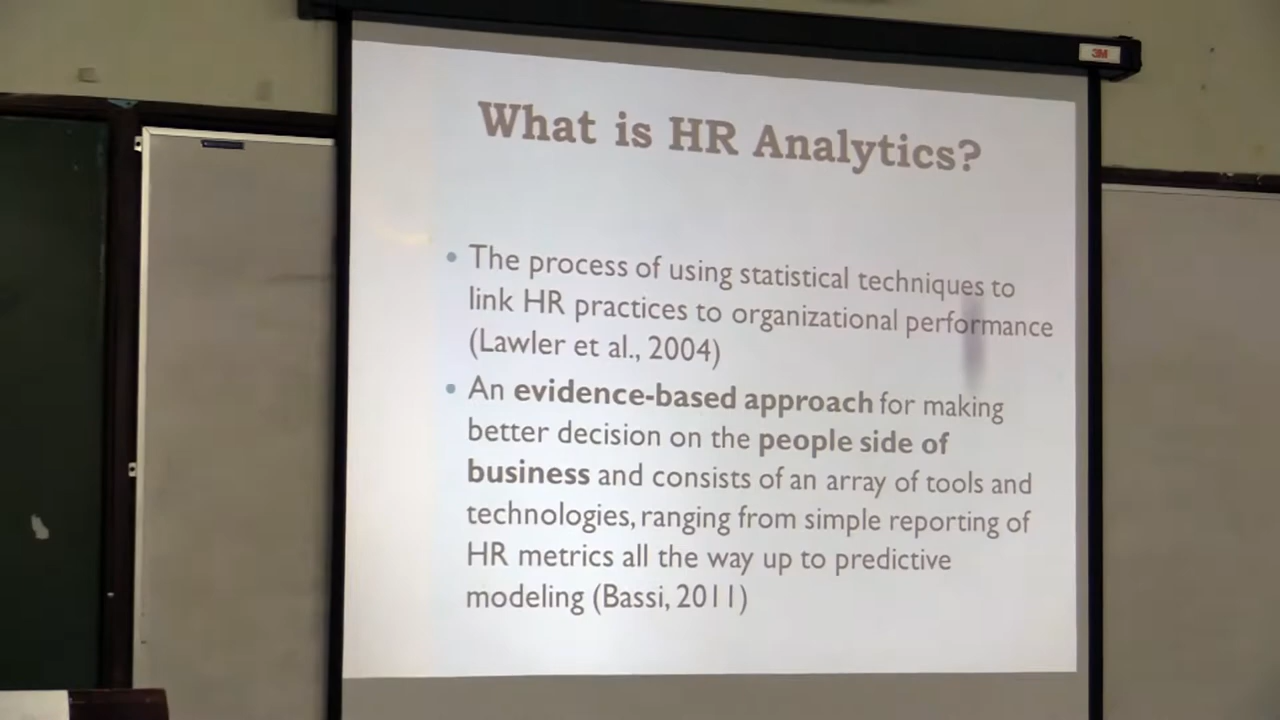 3M
What is HR Analytics?
• The process of using statistical techniques to
link HR practices to organizational performance
(Lawler et al., 2004)
• An evidence-based approach for making
better decision on the people side of
business and consists of an array of tools and
technologies, ranging from simple reporting of
HR metrics all the way up to predictive
modeling (Bassi, 2011)